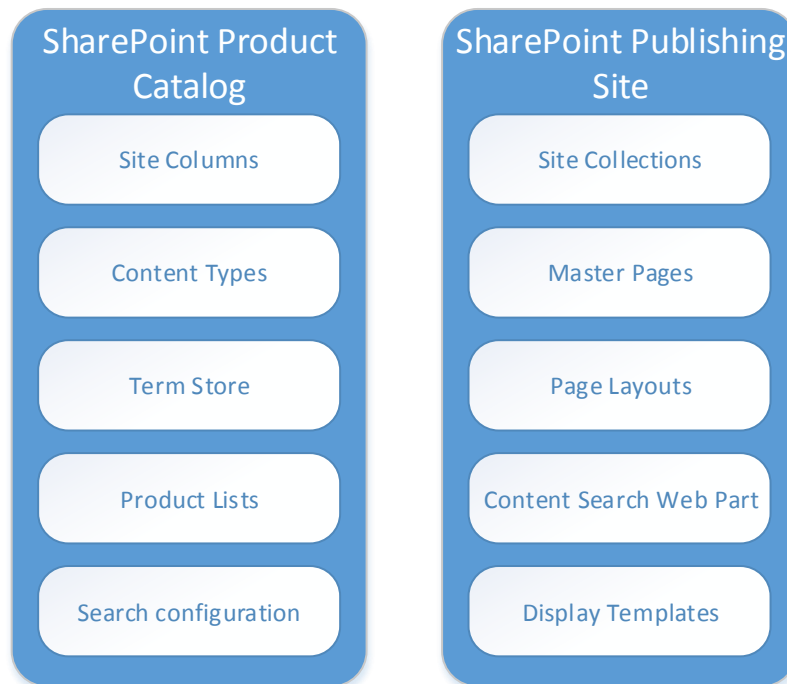 SharePoint Product
Catalog
Site Columns
Content Types
Term Store
Product Lists
Search configuration
SharePoint Publishing
Site
Site Collections
Master Pages
Page Layouts
Content Search Web Part
Display Templates